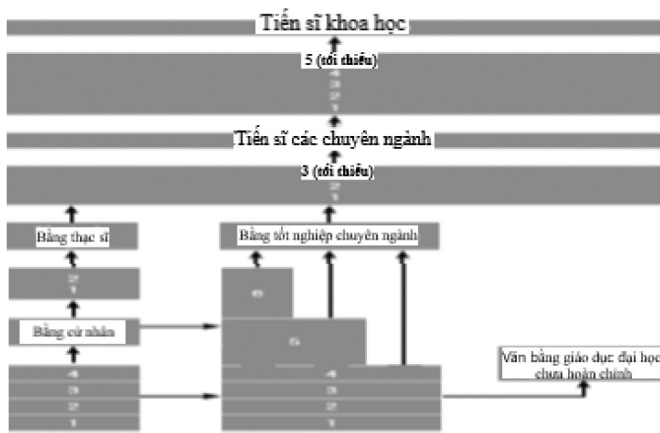 Tiến sĩ khoa học
5 (tối thiểu)
4
3
2
1
Tiến sĩ các chuyên ngành
3 (tối thiểu)
2
1
Bằng thạc sĩ
Bằng tốt nghiệp chuyên ngành
2
1
6
Bằng cử nhân
5
4
3
2
1
4
3
2
1
Văn bằng giáo dục đại học
chưa hoàn chỉnh